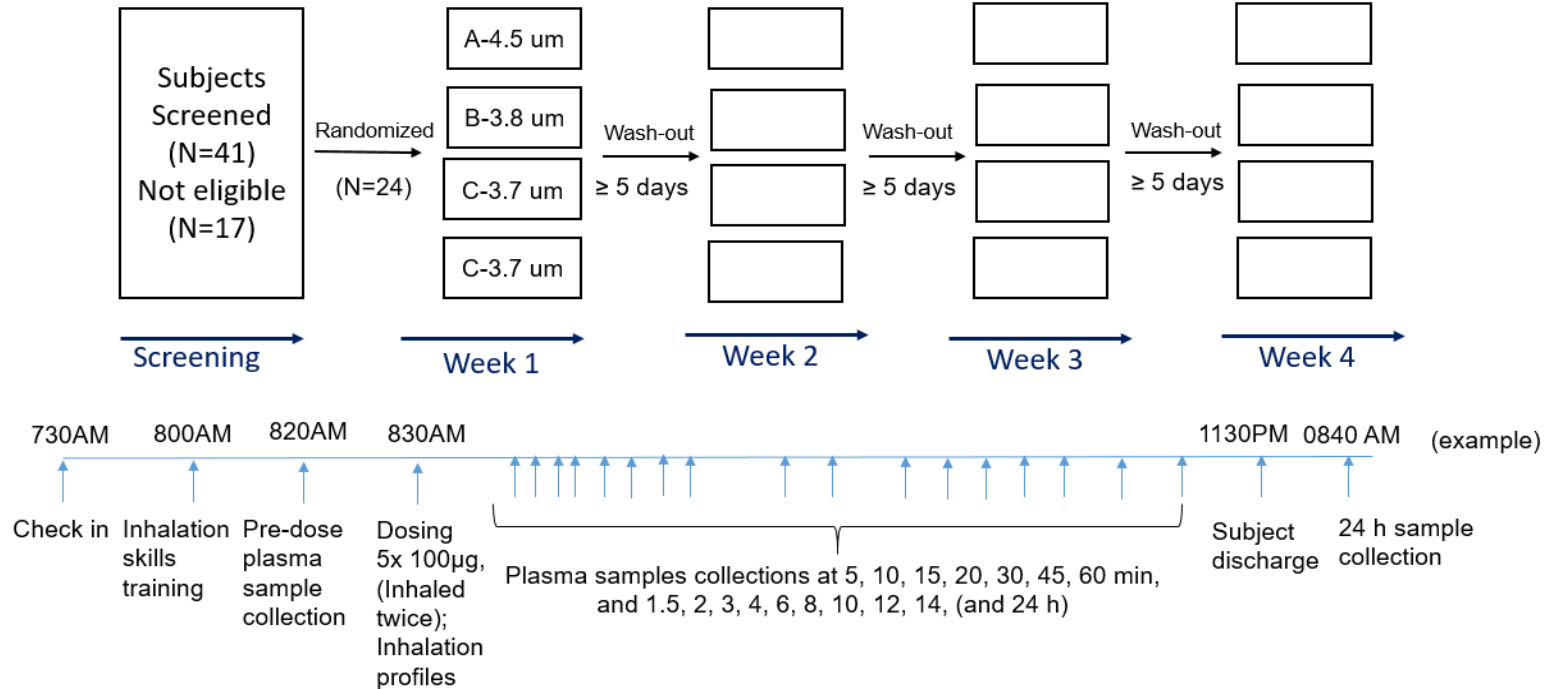 Subjects
Screened
(N=41)
Not eligible
(N=17)
Randomized
(N=24)
A-4.5 um
B-3.8 um
C-3.7 um
C-3.7 um
Wash-out
≥ 5 days
Wash-out
≥ 5 days
Wash-out
≥ 5 days
Screening
Week 1
Week 2
Week 3
Week 4
730AM
800AM
820AM
830AM
1130PM
0840 AM
(example)
Check in
Inhalation
skills
training
Pre-dose
plasma
sample
collection
Dosing
5x 100µg,
(Inhaled
twice);
Inhalation
profiles
Plasma samples collections at 5, 10, 15, 20, 30, 45, 60 min,
and 1.5, 2, 3, 4, 6, 8, 10, 12, 14, (and 24 h)
Subject
discharge
24 h sample
collection